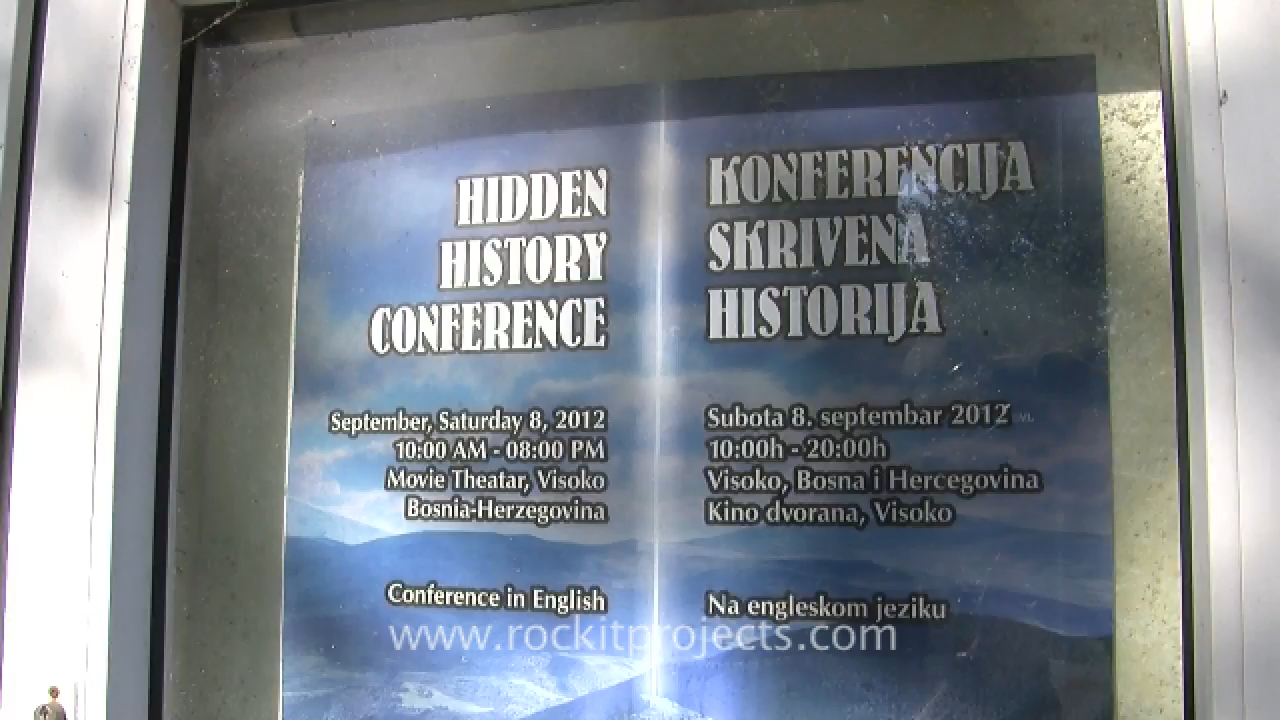 HIDDEN
HISTORY
CONFERENCE
September, Saturday 8, 2012
10:00 AM - 08:00 PM
Movie Theatar, Visoko
Bosnia-Herzegovina
Conference in English
KONFERENCIJA
SKRIVENA
HISTORIJA
Subota 8. septembar 2012
10:00h - 20:00h
Visoko, Bosna i Hercegovina
Kino dvorana, Visoko
Na engleskom jeziku
www.rockitprojects.com